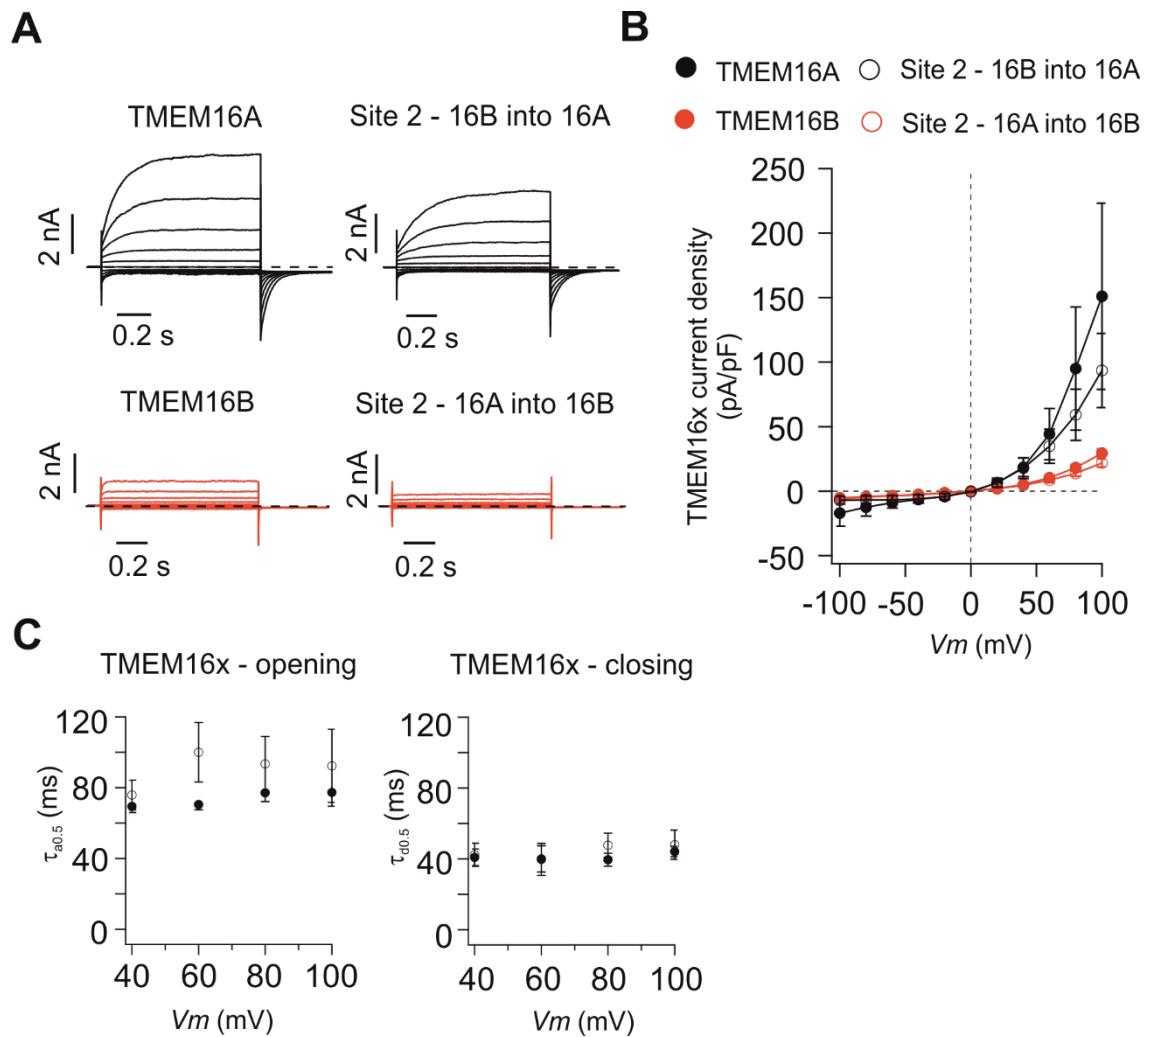 A
B
TMEM16A
Site 2 - 16B into 16A
TMEM16B
Site 2 - 16A into 16B
TMEM16A
Site 2 - 16B into 16A
2 nA
2 nA
0.2 s
0.2 s
TMEM16B
Site 2 - 16A into 16B
2 nA
2 nA
0.2 s
0.2 s
TMEM16x current density
(pA/pF)
250
200
150
100
50
0
-50
-100
-50
0
50
100
Vm (mV)
C
TMEM16x - opening
TMEM16x - closing
τa0.5 (ms)
120
80
40
0
40
60
80
100
Vm (mV)
τd0.5 (ms)
120
80
40
0
40
60
80
100
Vm (mV)